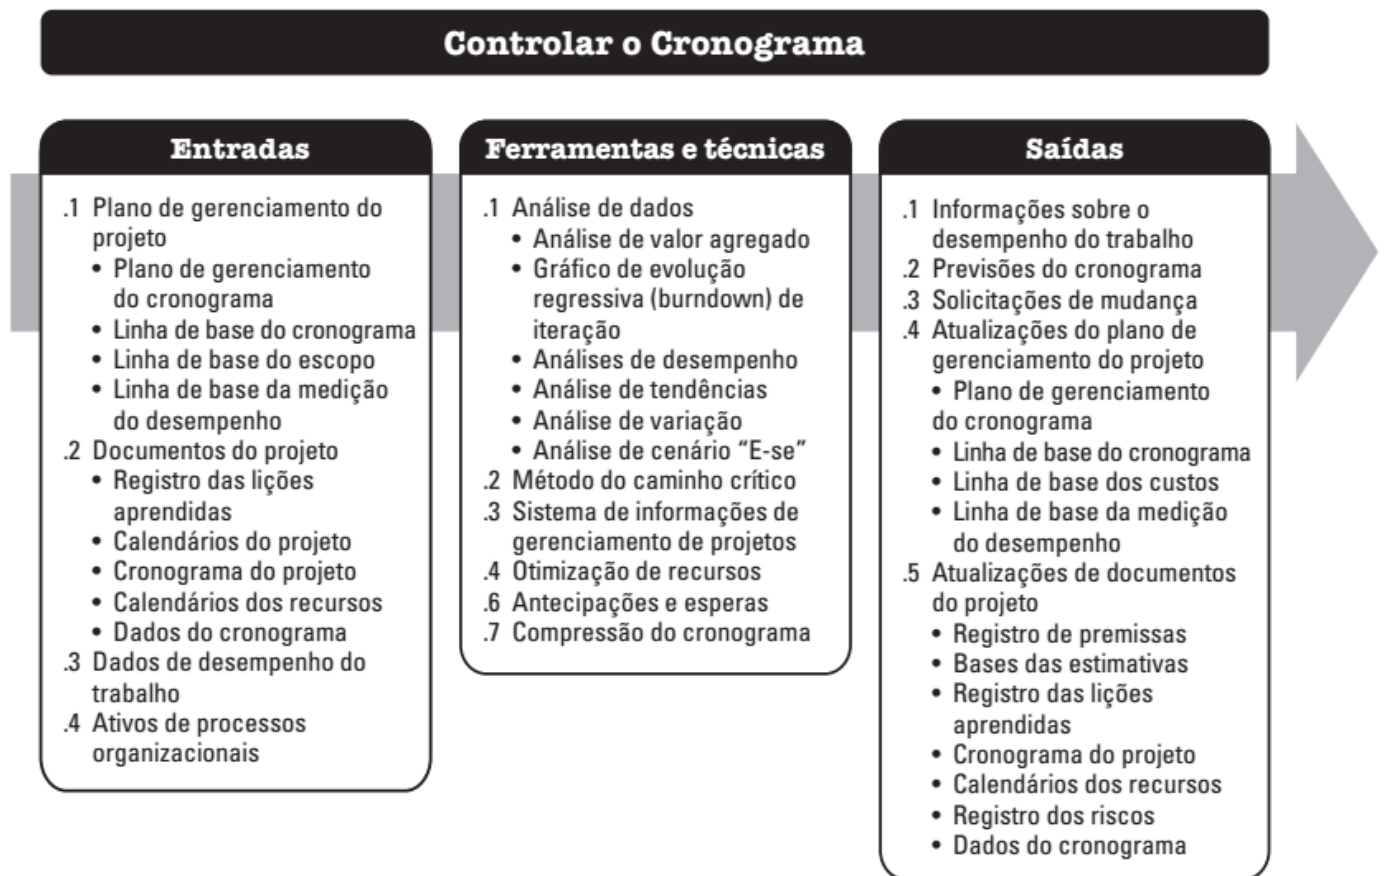 Controlar o Cronograma
Entradas
.1 Plano de gerenciamento do
projeto
• Plano de gerenciamento
do cronograma
• Linha de base do cronograma
• Linha de base do escopo
• Linha de base da medição
do desempenho
.2 Documentos do projeto
• Registro das lições
aprendidas
• Calendários do projeto
• Cronograma do projeto
• Calendários dos recursos
• Dados do cronograma
.3 Dados de desempenho do
trabalho
.4 Ativos de processos
organizacionais
Ferramentas e técnicas
.1 Análise de dados
• Análise de valor agregado
• Gráfico de evolução
regressiva (burndown) de
iteração
• Análises de desempenho
• Análise de tendências
• Análise de variação
• Análise de cenário “E-se”
.2 Método do caminho crítico
.3 Sistema de informações de
gerenciamento de projetos
.4 Otimização de recursos
.6 Antecipações e esperas
.7 Compressão do cronograma
Saídas
.1 Informações sobre o
desempenho do trabalho
.2 Previsões do cronograma
.3 Solicitações de mudança
.4 Atualizações do plano de
gerenciamento do projeto
• Plano de gerenciamento
do cronograma
• Linha de base do cronograma
• Linha de base dos custos
• Linha de base da medição
do desempenho
.5 Atualizações de documentos
do projeto
• Registro de premissas
• Bases das estimativas
• Registro das lições
aprendidas
• Cronograma do projeto
• Calendários dos recursos
• Registro dos riscos
• Dados do cronograma